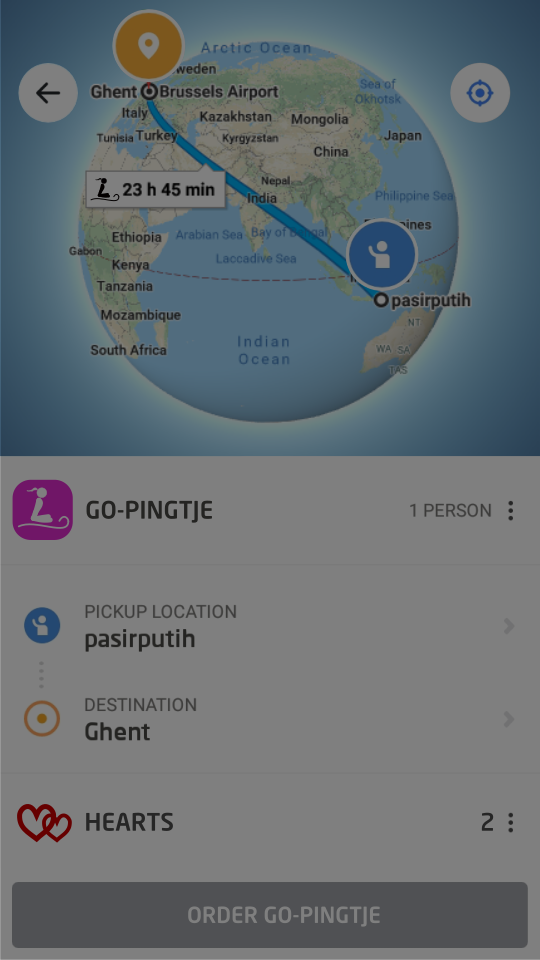 Arctic Ocean
weden
Sea of
Okhotsk
Ghent Brussels Airport
Italy
Kazakhstan
Mongolia
Tunisia Turkey
Kyrgyzstan
Japan
China
Nepal
23 h 45 min
India
Philippine Sea
ines
Ethiopia
Arabian Sea
Bay of Bengal
Gabon
Kenya
Laccadive Sea
Tanzania
pasirputih
Mozambique
NT
Indian
Ocean
South Africa
WA SA
TAS
GO-PINGTJE
1 PERSON
PICKUP LOCATION
pasirputih
DESTINATION
Ghent
HEARTS
2
ORDER GO-PINGTJE